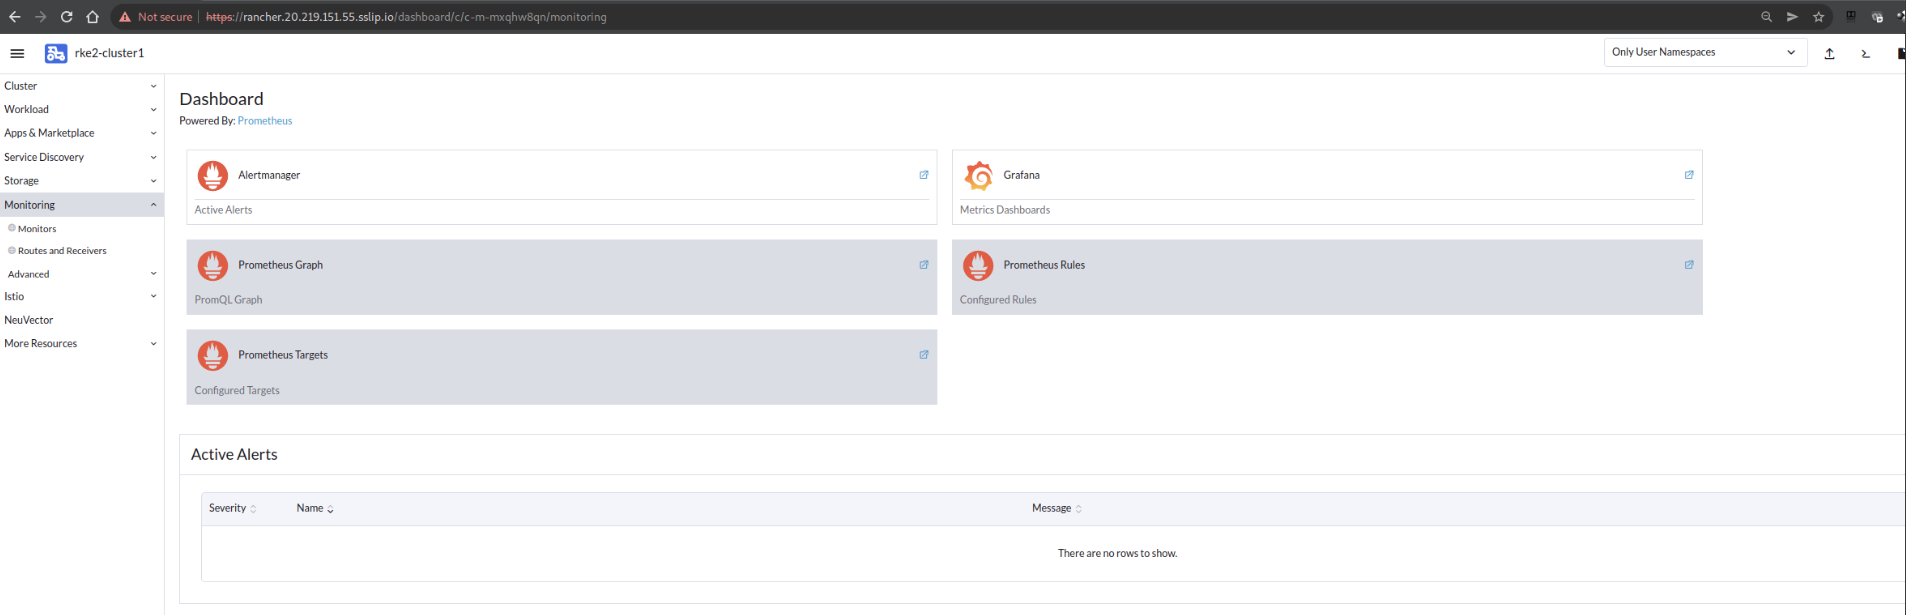 Not secure https://rancher.20.219.151.55.sslip.io/dashboard/c/c-m-mxqhw8qn/monitoring
rke2-cluster1
Only User Namespaces
Cluster
Workload
Apps & Marketplace
Service Discovery
Storage
Monitoring
Monitors
Routes and Receivers
Advanced
Istio
NeuVector
More Resources
Dashboard
Powered By: Prometheus
Alertmanager
Active Alerts
Grafana
Metrics Dashboards
Prometheus Graph
PromQL Graph
Prometheus Rules
Configured Rules
Prometheus Targets
Configured Targets
Active Alerts
Severity Name Message
There are no rows to show.